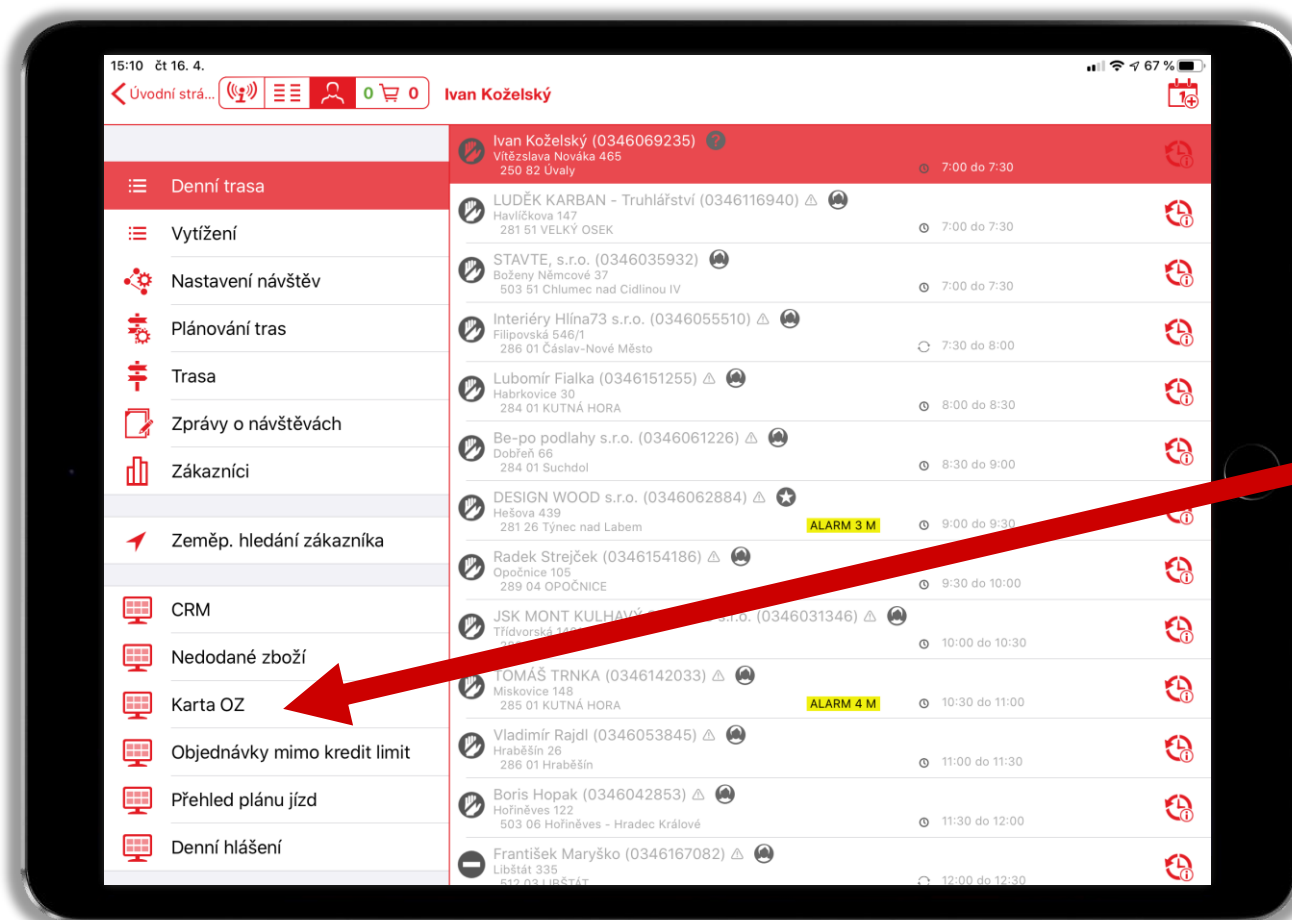 15:10 čt 16. 4.
67 %
Úvodní strá...
0 0
Ivan Koželský
1
Denní trasa
Vytížení
Nastavení návštěv
Plánování tras
Trasa
Zprávy o návštěvách
Zákazníci
Zeměp. hledání zákazníka
CRM
Nedodané zboží
Karta OZ
Objednávky mimo kredit limit
Přehled plánu jízd
Denní hlášení
Ivan Koželský (0346069235)
Vítězslava Nováka 465
250 82 Úvaly
7:00 do 7:30
LUDĚK KARBAN - Truhlářství (0346116940)
Havlíčkova 147
281 51 VELKÝ OSEK
7:00 do 7:30
STAVTE, s.r.o. (0346035932)
Boženy Němcové 37
503 51 Chlumec nad Cidlinou IV
7:00 do 7:30
Interiéry Hlína73 s.r.o. (0346055510)
Filipovská 546/1
286 01 Čáslav-Nové Město
7:30 do 8:00
Lubomír Fialka (0346151255)
Habrkovice 30
284 01 KUTNÁ HORA
8:00 do 8:30
Be-po podlahy s.r.o. (0346061226)
Dobřeň 66
284 01 Suchdol
8:30 do 9:00
DESIGN WOOD s.r.o. (0346062884)
Hešova 439
281 26 Týnec nad Labem
ALARM 3 M
9:00 do 9:30
Radek Strejček (0346154186)
Opočnice 105
289 04 OPOČNICE
9:30 do 10:00
JSK MONT KULHAVÝ s.r.o. (0346031346)
Třídvorská
10:00 do 10:30
TOMÁŠ TRNKA (0346142033)
Miskovice 148
285 01 KUTNÁ HORA
ALARM 4 M
10:30 do 11:00
Vladimír Rajdl (0346053845)
Hraběšín 26
286 01 Hraběšín
11:00 do 11:30
Boris Hopak (0346042853)
Hořiněves 122
503 06 Hořiněves - Hradec Králové
11:30 do 12:00
František Maryško (0346167082)
Libštát 335
512 03 LIBŠTÁT
12:00 do 12:30